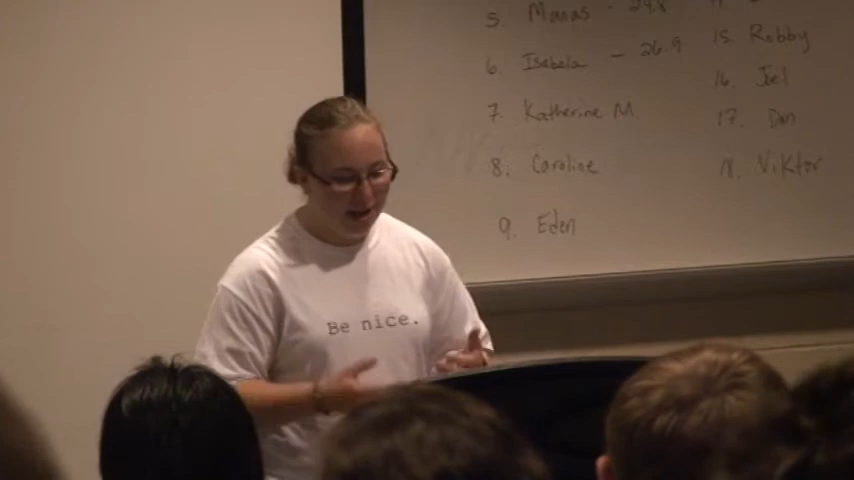 5. Manas - 24.8
6. Isabela - 26.9
7. Katherine M.
8. Caroline
9. Eden
15. Robby
16. Joel
17. Dan
18. Viktor
Be nice.